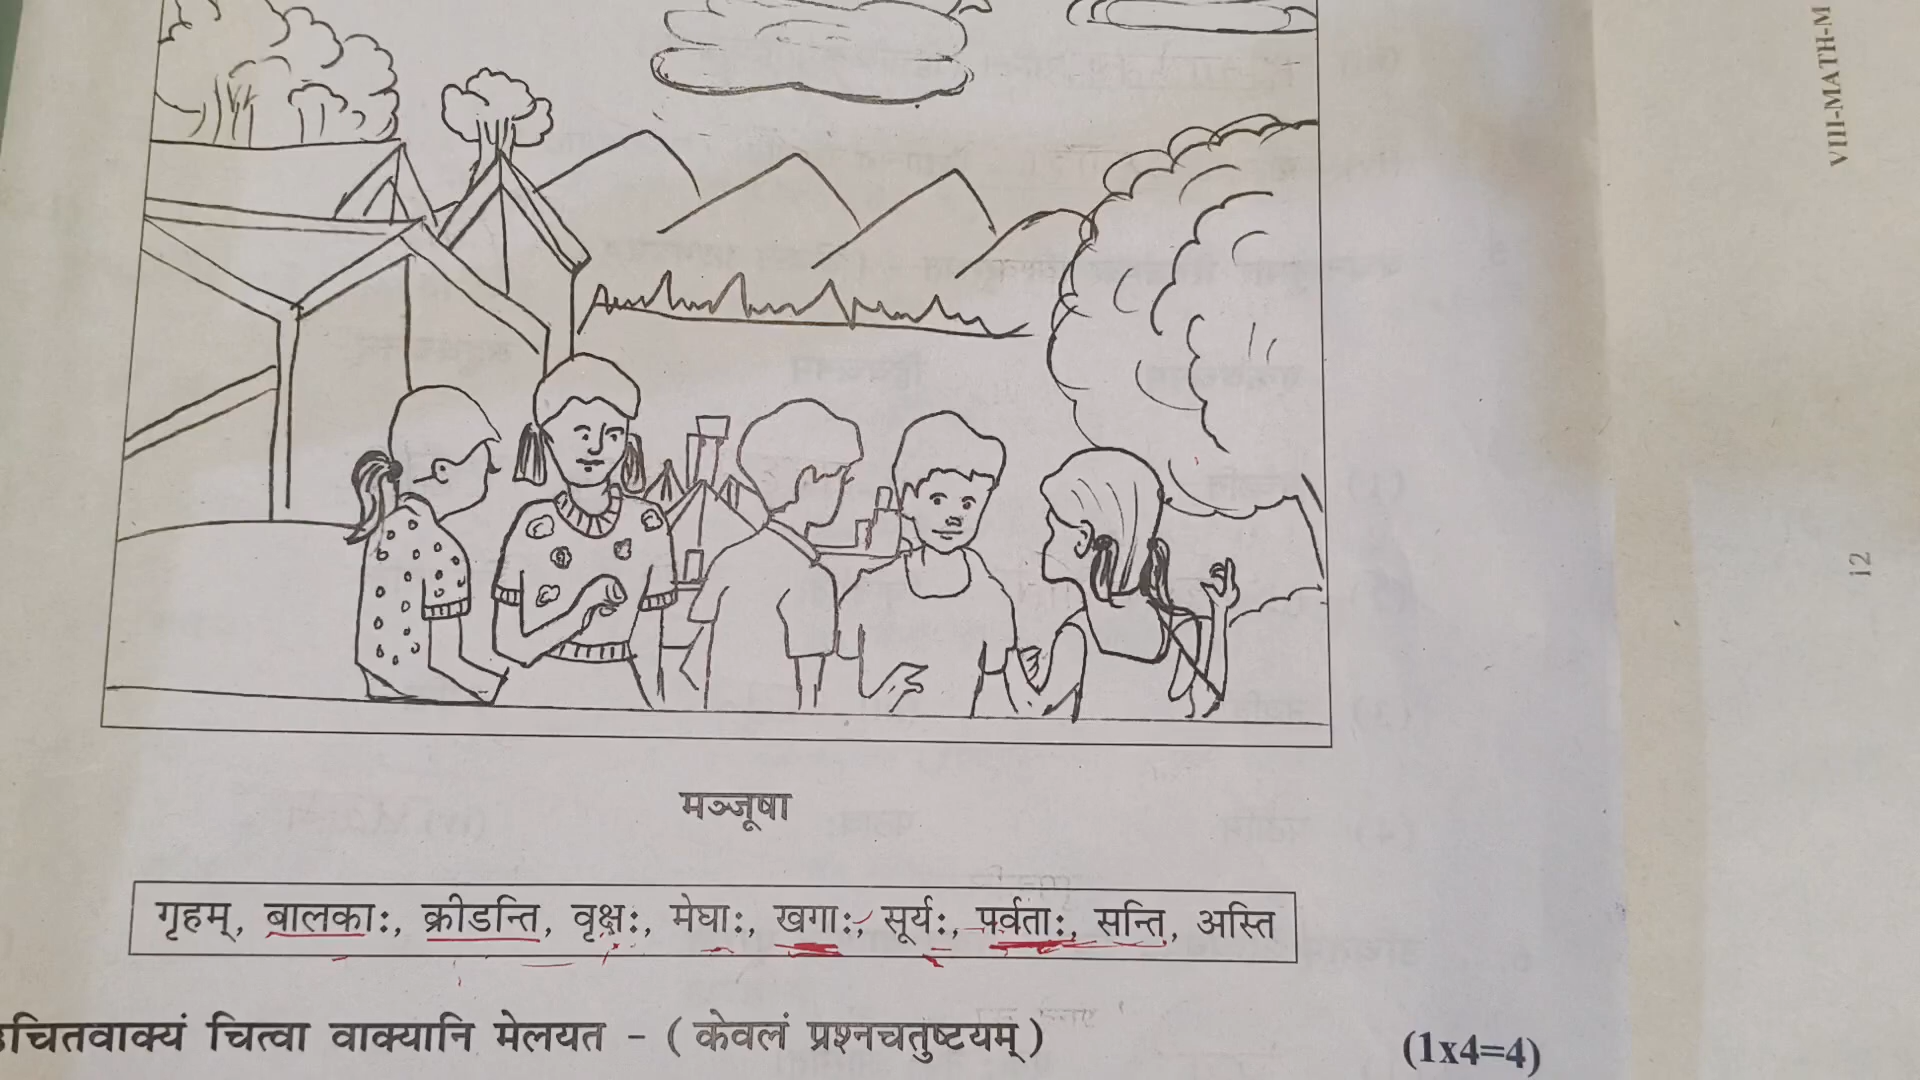 मञ्जूषा
गृहम्, बालकाः, क्रीडन्ति, वृक्षः, मेघाः, खगाः, सूर्यः, पर्वताः, सन्ति, अस्ति
चितवाक्यं चित्वा वाक्यानि मेलयत - ( केवलं प्रश्नचतुष्टयम् ) (1x4=4)
VIII-MATH-M
12